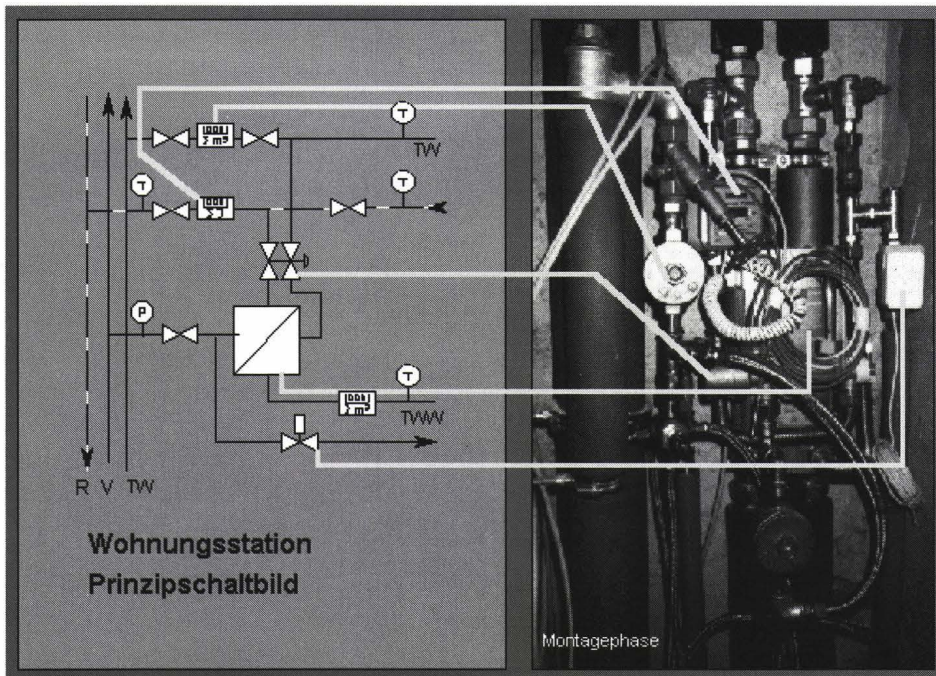 T
TW
T
T
P
T
TWW
R V TW
Wohnungsstation
Prinzipschaltbild
Montagephase